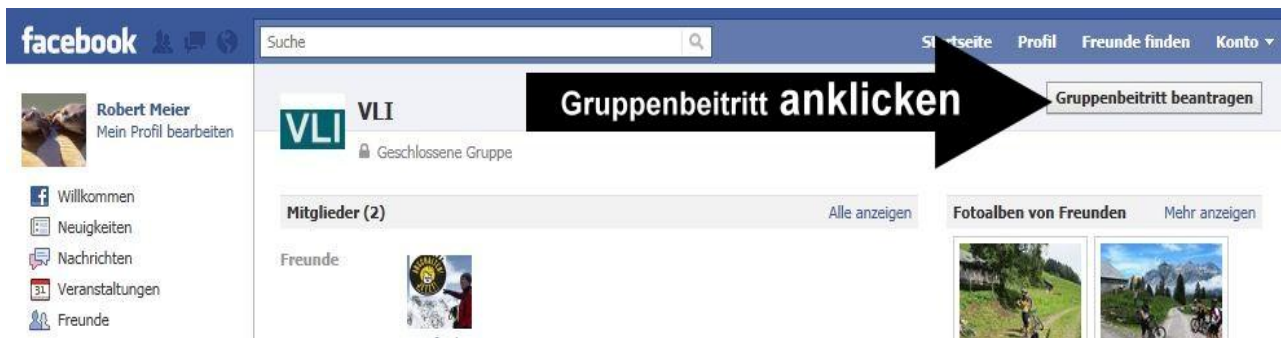 facebook
Suche
Profil
Freunde finden
Konto
Robert Meier
Mein Profil bearbeiten
VLI
VLI
Geschlossene Gruppe
Gruppenbeitritt anklicken
Gruppenbeitritt beantragen
Willkommen
Neuigkeiten
Nachrichten
31 Veranstaltungen
Freunde
Mitglieder (2)
Alle anzeigen
Freunde
Fotoalben von Freunden
Mehr anzeigen